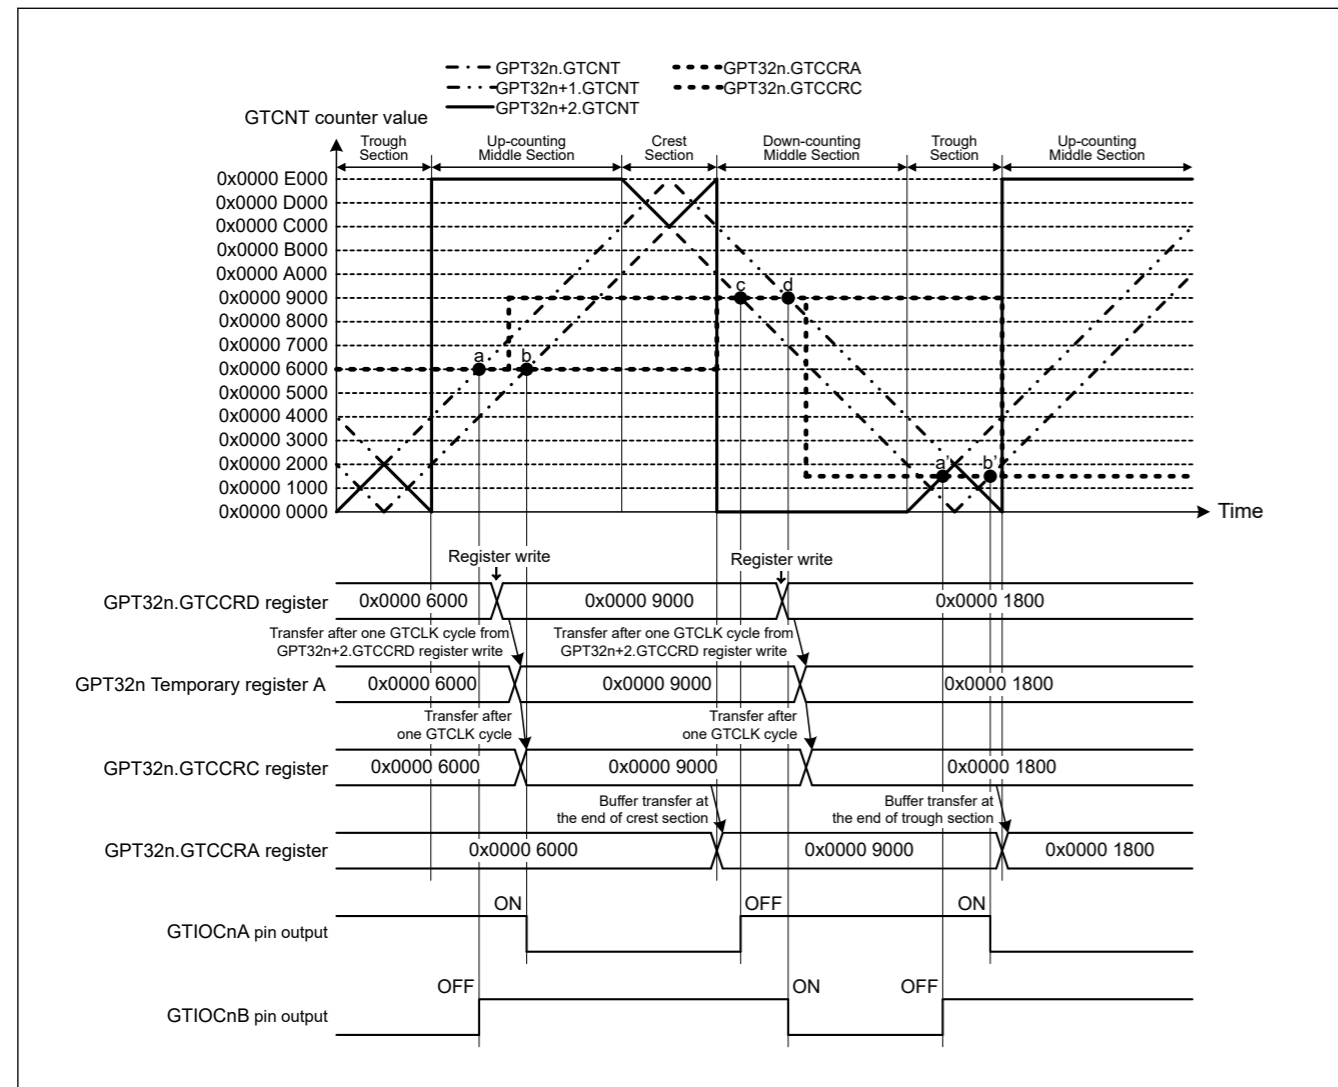 GPT32n.GTCNT
GPT32n.GTCCRA
GPT32n+1.GTCNT
GPT32n.GTCCRC
GPT32n+2.GTCNT
GTCNT counter value
Trough
Section
Up-counting
Middle Section
Crest
Section
Down-counting
Middle Section
Trough
Section
Up-counting
Middle Section
0x0000 E000
0x0000 D000
0x0000 C000
0x0000 B000
0x0000 A000
0x0000 9000
c
d
0x0000 8000
0x0000 7000
0x0000 6000
a
b
0x0000 5000
0x0000 4000
0x0000 3000
0x0000 2000
a'
b'
0x0000 1000
0x0000 0000
Time
Register write
Register write
GPT32n.GTCCRD register
0x0000 6000
0x0000 9000
0x0000 1800
Transfer after one GTCLK cycle from
GPT32n+2.GTCCRD register write
Transfer after one GTCLK cycle from
GPT32n+2.GTCCRD register write
GPT32n Temporary register A
0x0000 6000
0x0000 9000
0x0000 1800
Transfer after
one GTCLK cycle
Transfer after
one GTCLK cycle
GPT32n.GTCCRC register
0x0000 6000
0x0000 9000
0x0000 1800
Buffer transfer at
the end of crest section
Buffer transfer at
the end of trough section
GPT32n.GTCCRA register
0x0000 6000
0x0000 9000
0x0000 1800
ON
OFF
ON
GTIOCnA pin output
OFF
ON
OFF
GTIOCnB pin output